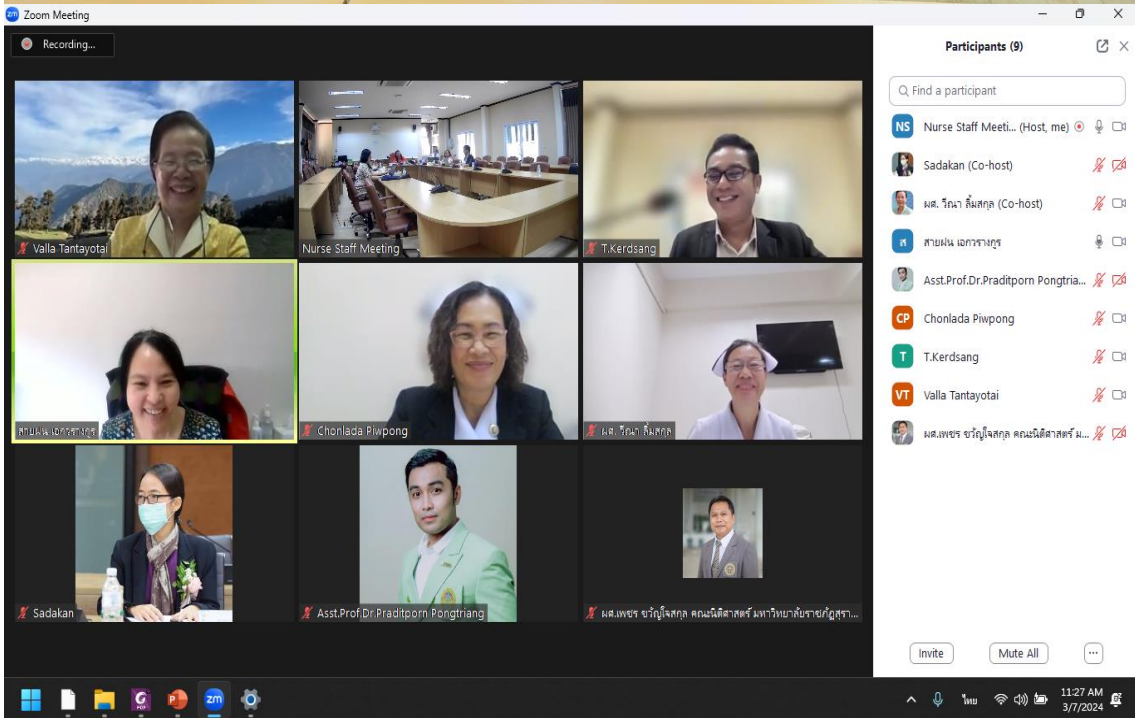 Zoom Meeting
Recording...
Valla Tantayotai
Nurse Staff Meeting
T.Kerdsang
สายฝน เอกวรางกูร
Chonlada Piwpong
ผศ. วีณา ลิ้มสกุล
Sadakan
Asst.Prof.Dr.Praditporn Pongtriang
ผศ.เพชร ขวัญใจสกุล คณะนิติศาสตร์ มหาวิทยาลัยราชภัฏสุรา...
Participants (9)
Find a participant
NS Nurse Staff Meeti... (Host, me)
Sadakan (Co-host)
ผศ. วีณา ลิ้มสกุล (Co-host)
ส สายฝน เอกวรางกูร
Asst.Prof.Dr.Praditporn Pongtria...
CP Chonlada Piwpong
T T.Kerdsang
VT Valla Tantayotai
ผศ.เพชร ขวัญใจสกุล คณะนิติศาสตร์ ม...
Invite Mute All ...
zm
ไทย
11:27 AM
3/7/2024